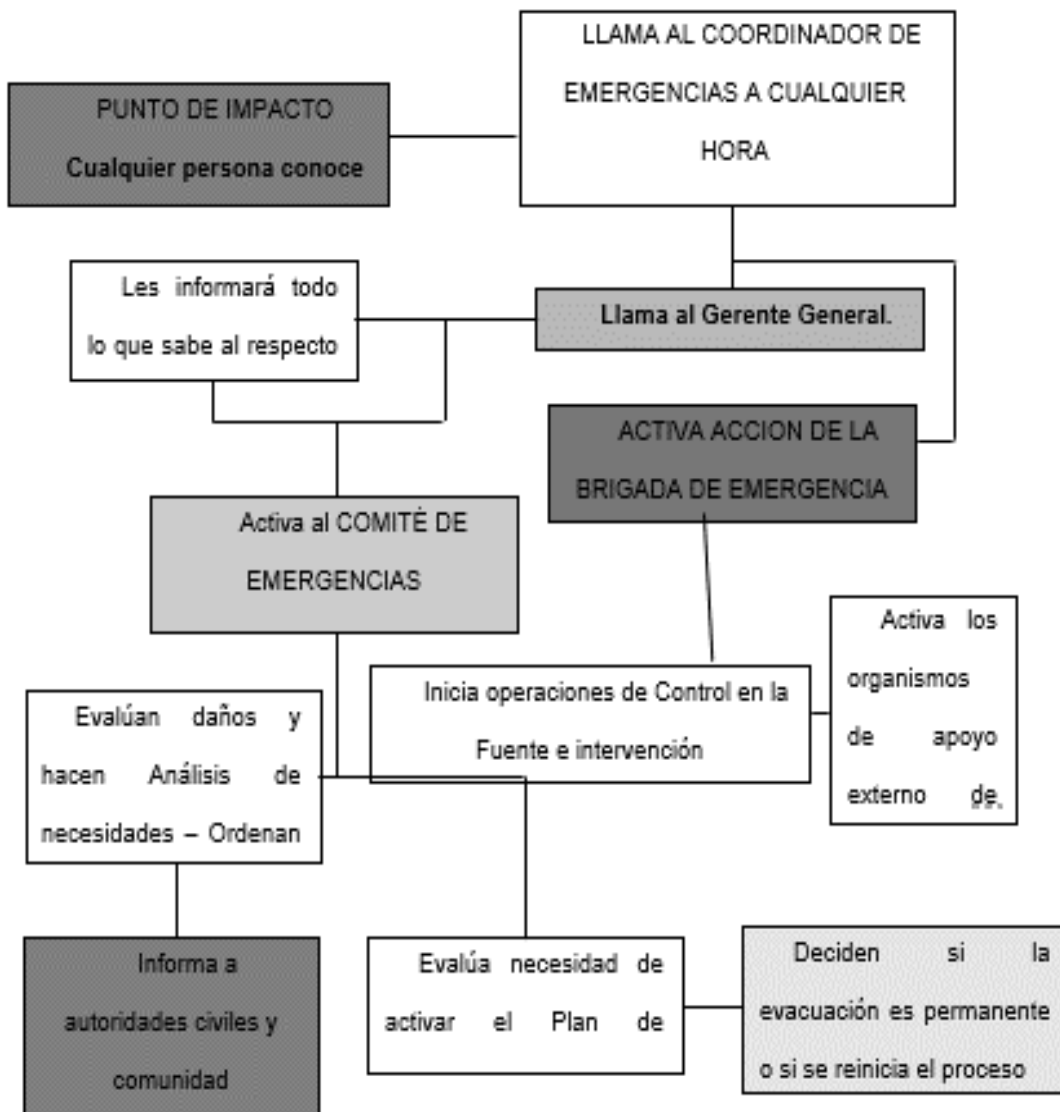 LLAMA AL COORDINADOR DE
EMERGENCIAS A CUALQUIER
HORA
PUNTO DE IMPACTO
Cualquier persona conoce
Les informará todo
lo que sabe al respecto
Llama al Gerente General.
ACTIVA ACCION DE LA
BRIGADA DE EMERGENCIA
Activa al COMITÉ DE
EMERGENCIAS
Activa los
organismos
de apoyo
externo de.
Inicia operaciones de Control en la
Fuente e intervención
Evalúan daños y
hacen Análisis de
necesidades – Ordenan
Informa a
autoridades civiles y
comunidad
Evalúa necesidad de
activar el Plan de
Deciden si la
evacuación es permanente
o si se reinicia el proceso